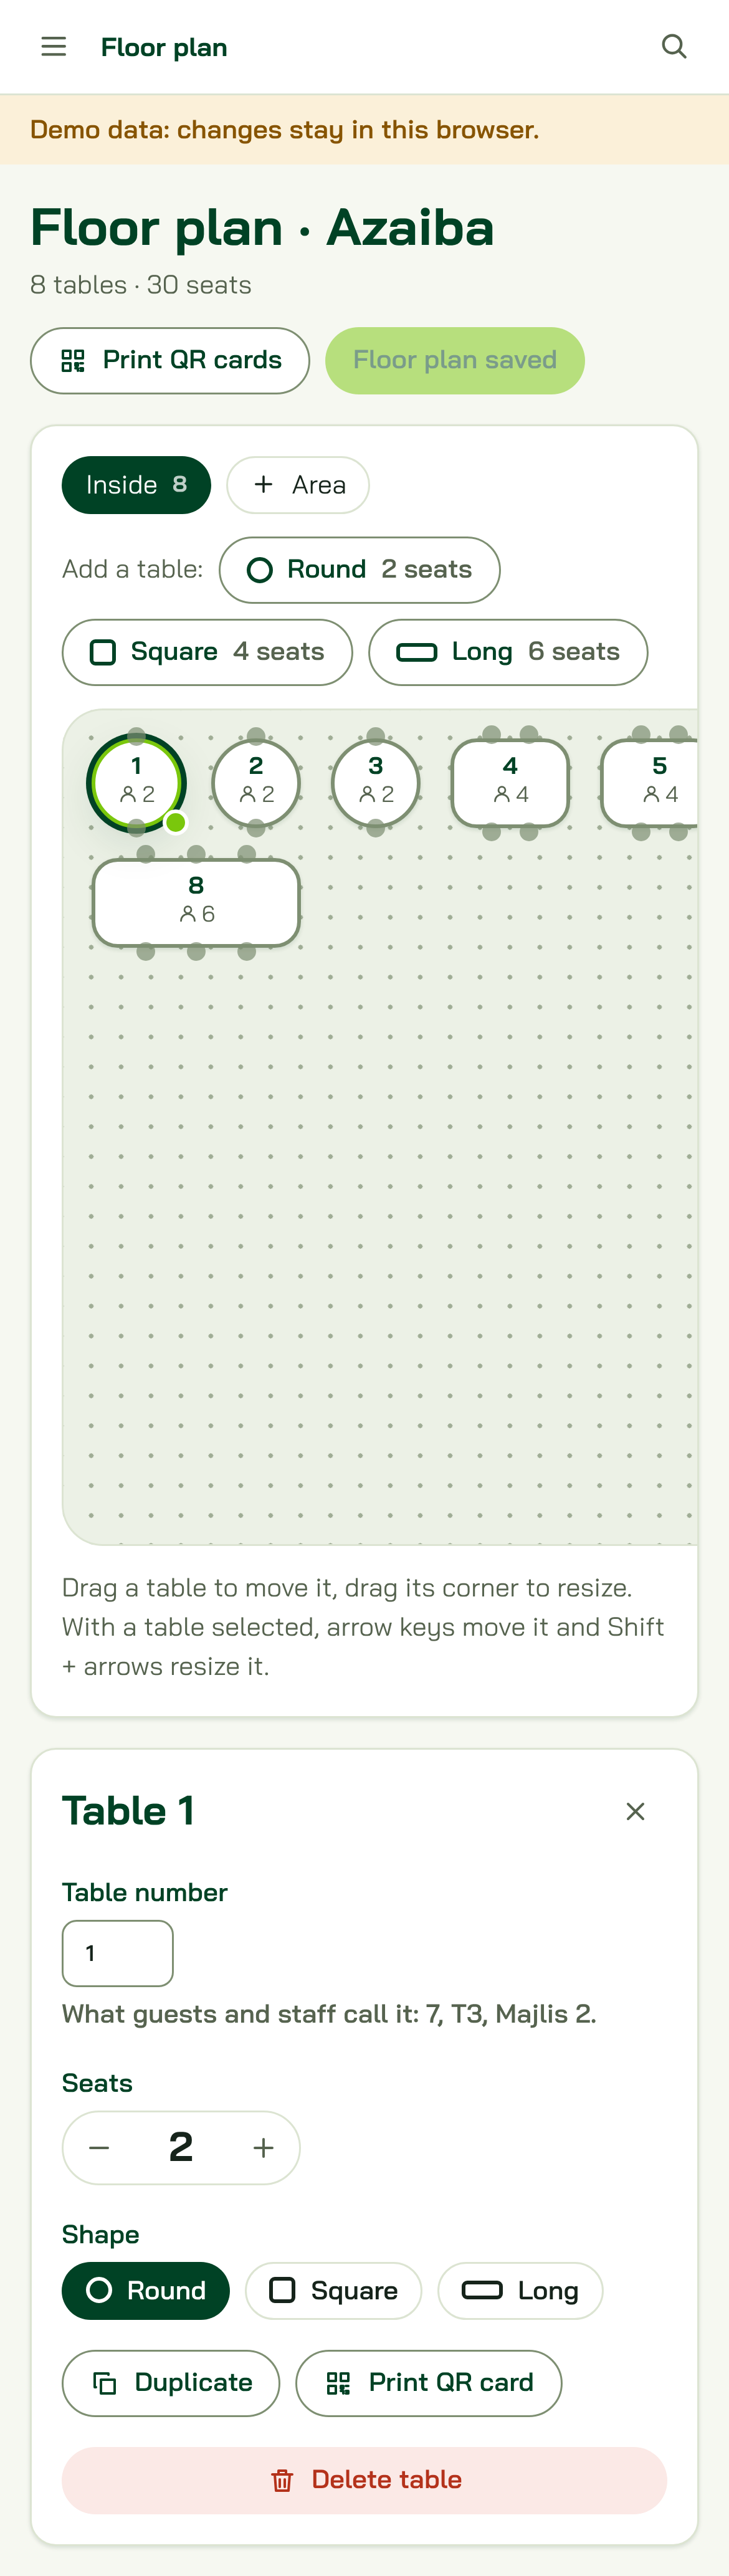 Floor plan
Demo data: changes stay in this browser.
Floor plan · Azaiba
8 tables · 30 seats
Print QR cards
Floor plan saved
Inside 8
+ Area
Add a table:
Round 2 seats
Square 4 seats
Long 6 seats
1
2
2
2
3
2
4
4
5
4
8
6
Drag a table to move it, drag its corner to resize.
With a table selected, arrow keys move it and Shift
+ arrows resize it.
Table 1
Table number
1
What guests and staff call it: 7, T3, Majlis 2.
Seats
− 2 +
Shape
Round
Square
Long
Duplicate
Print QR card
Delete table